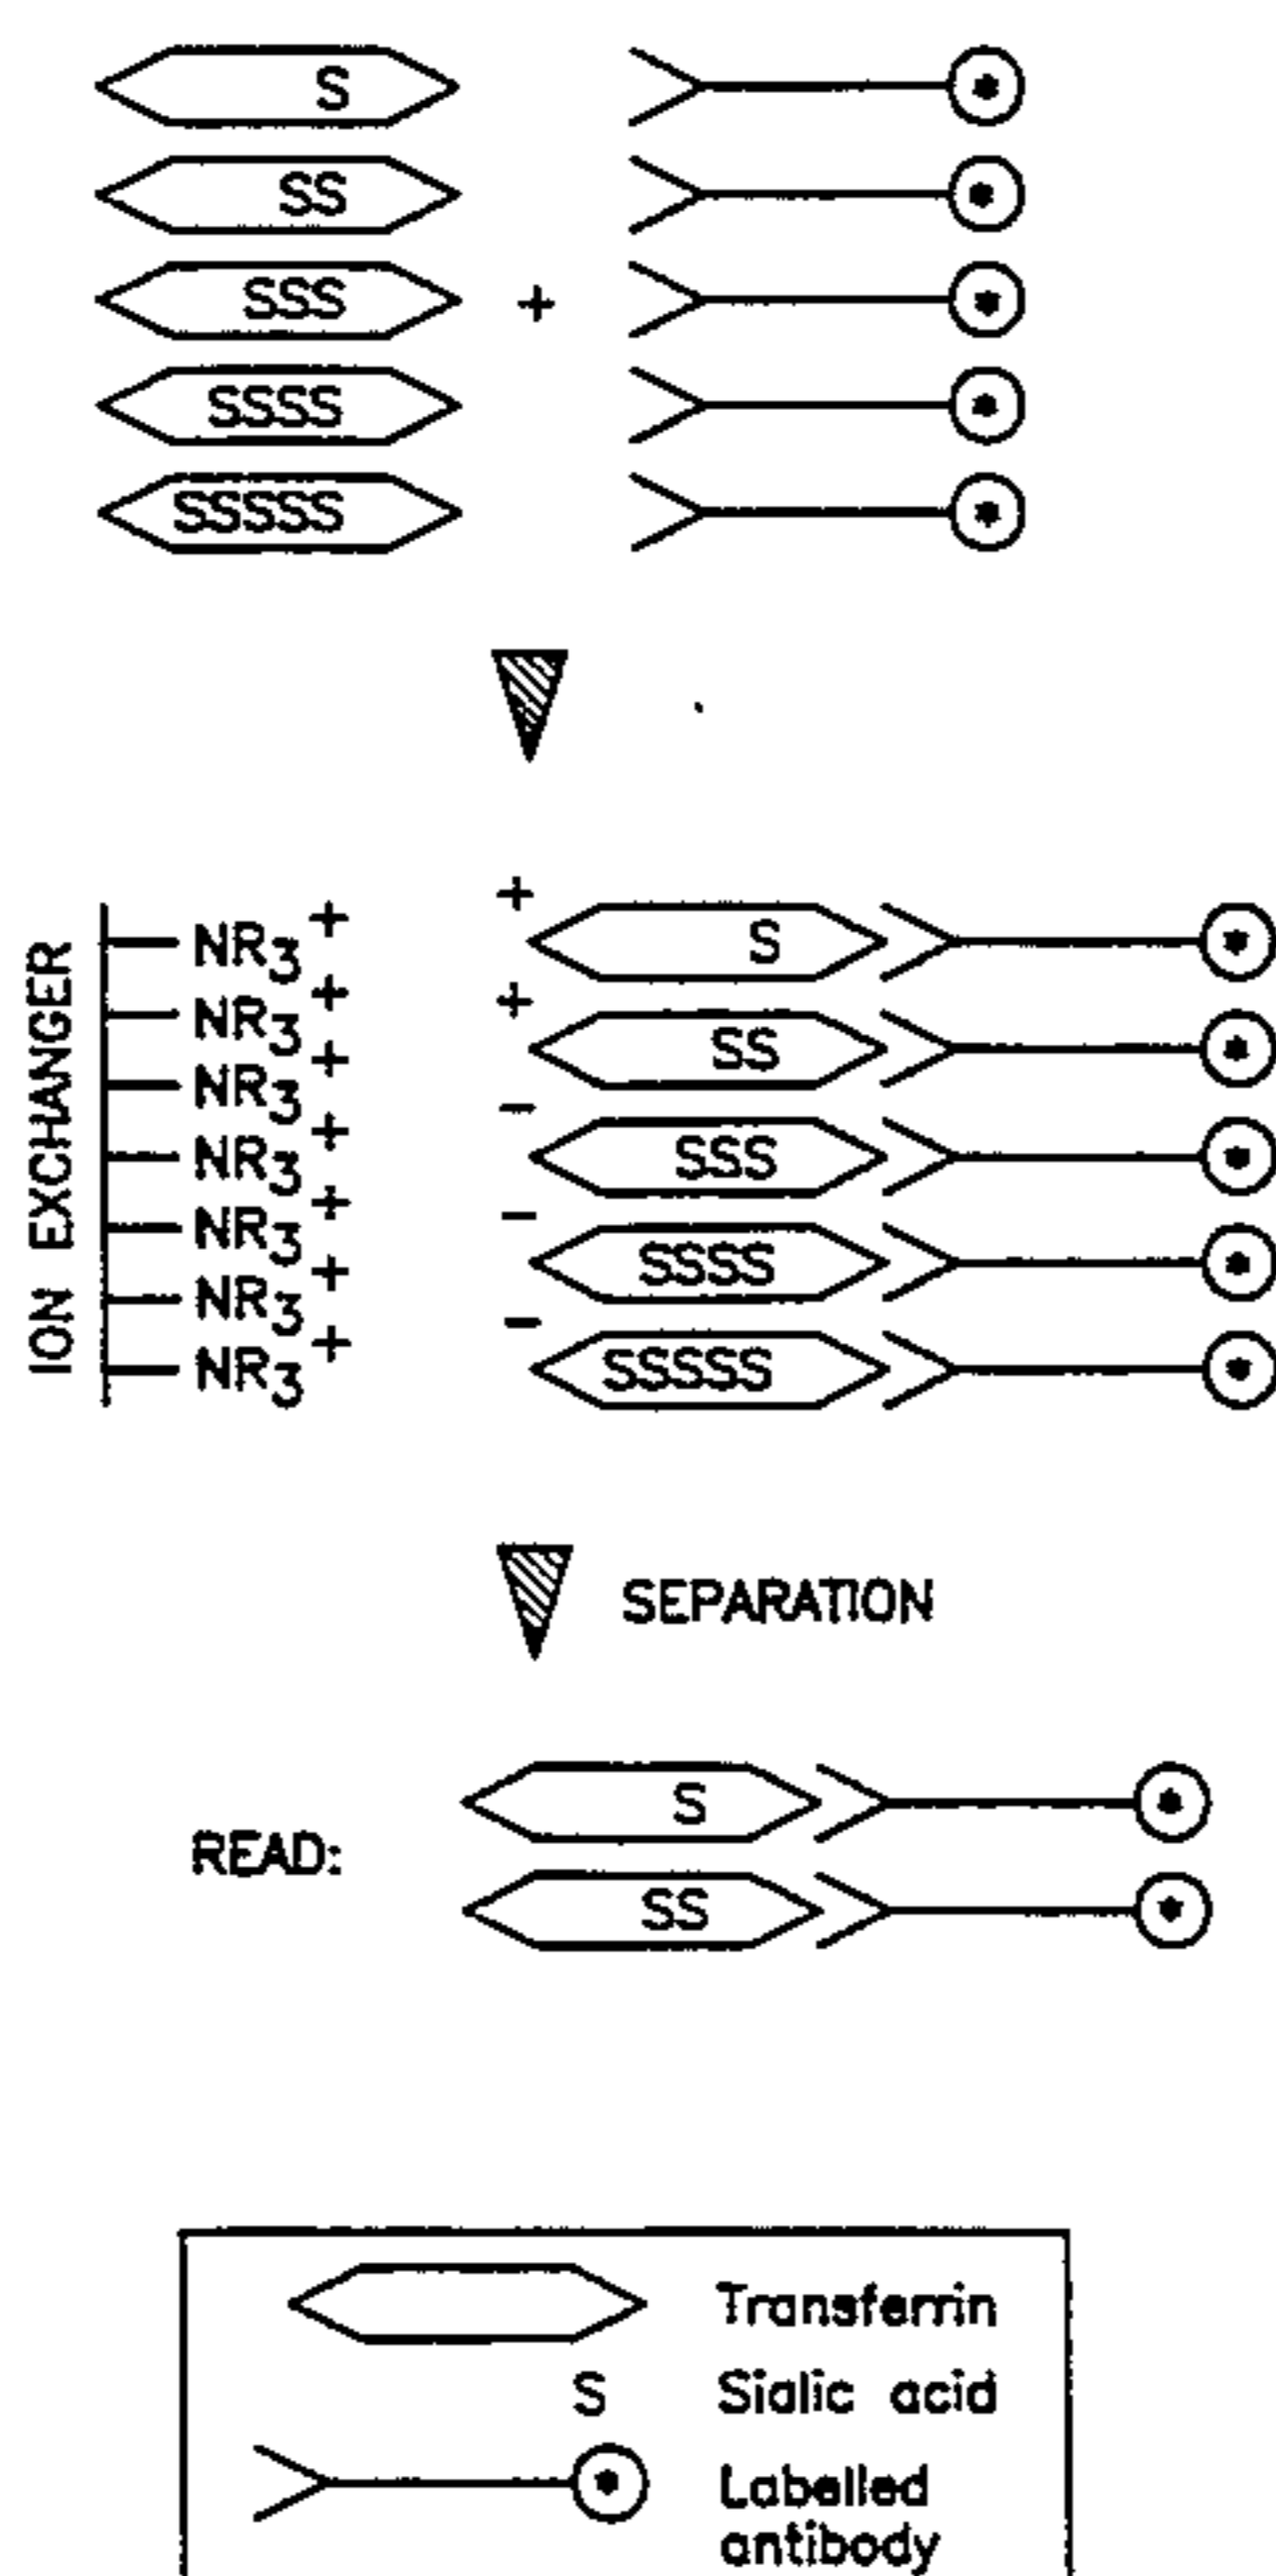 S
SS
SSS +
SSSS
SSSSS
ION EXCHANGER
NR3+ + S
NR3+ + SS
NR3+ - SSS
NR3+ - SSSS
NR3+ - SSSSS
NR3+
NR3+
SEPARATION
READ:
S
SS
Transferrin
S Sialic acid
Labelled
antibody